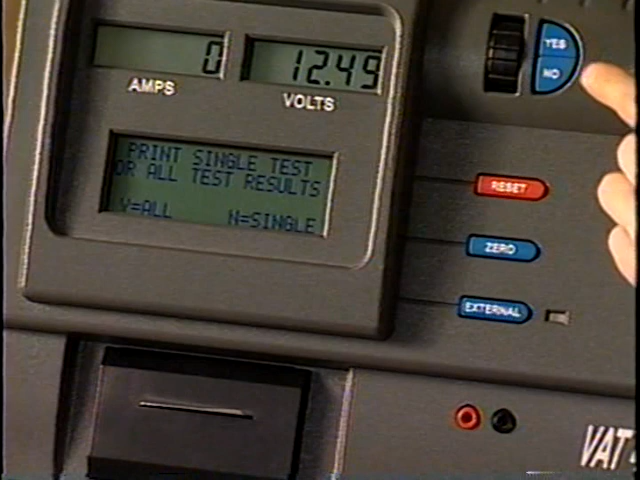 0
12.49
AMPS
VOLTS
YES
NO
PRINT SINGLE TEST
OR ALL TEST RESULTS
Y=ALL N=SINGLE
RESET
ZERO
EXTERNAL
VAT